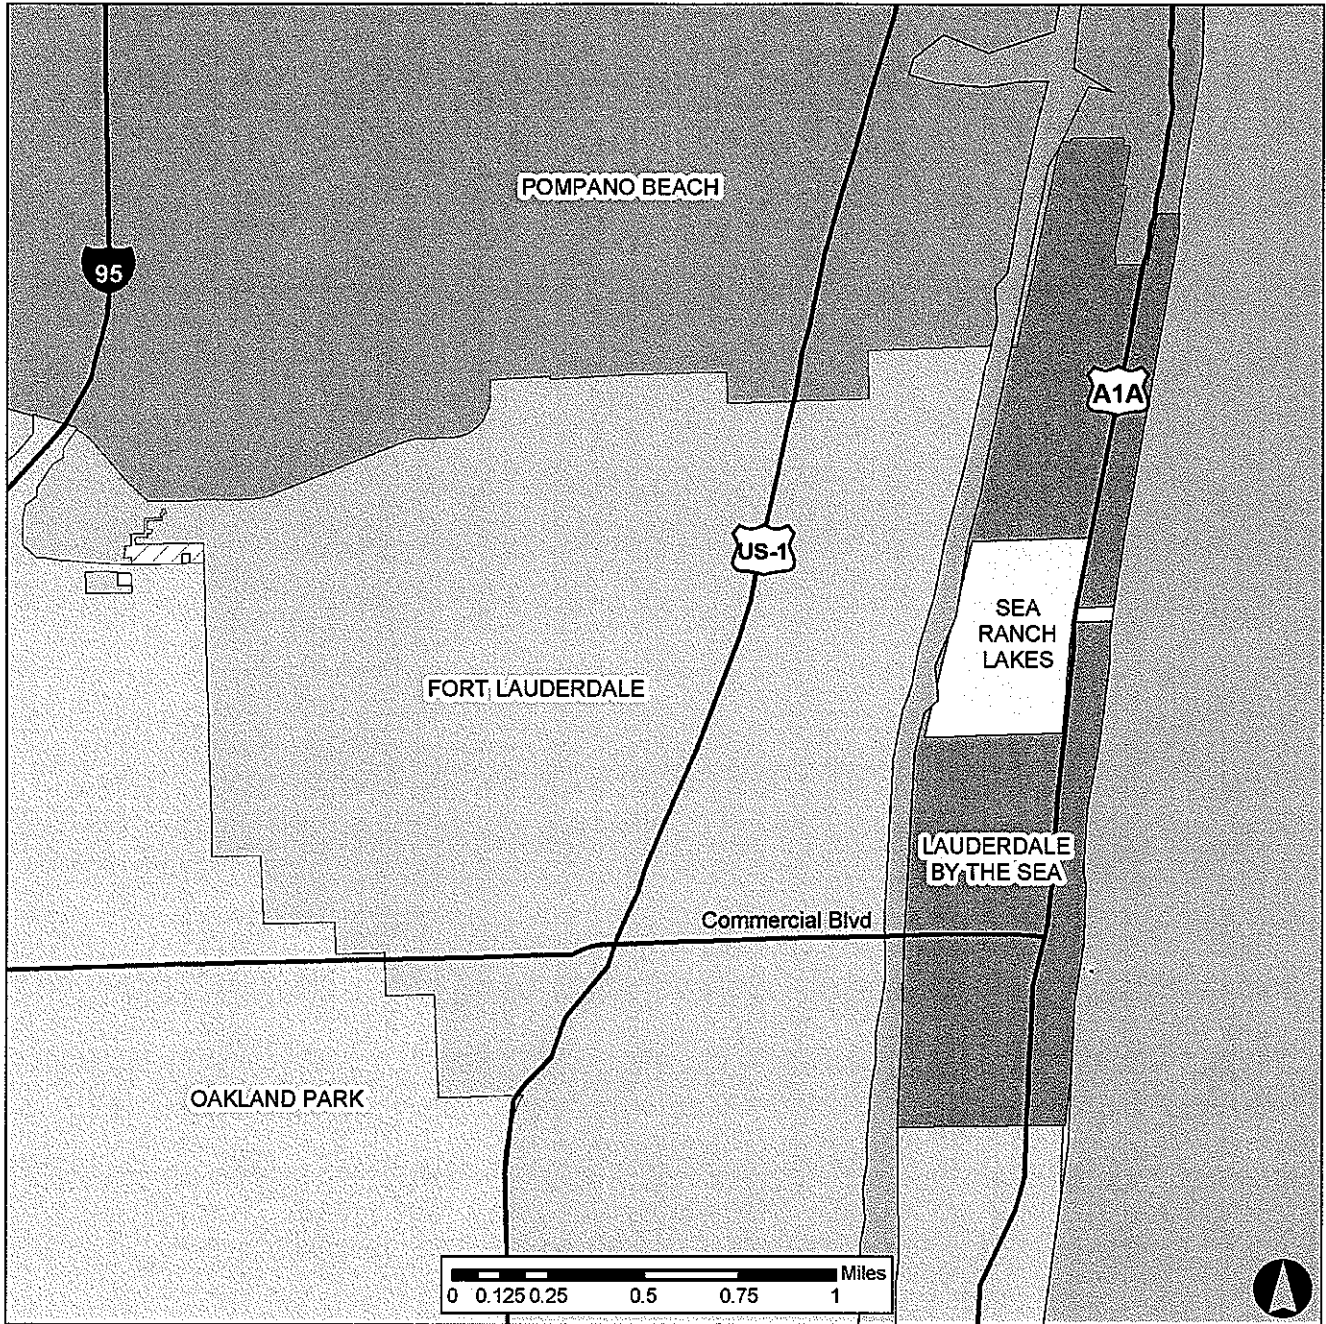 POMPANO BEACH
95
A1A
US-1
SEA
RANCH
LAKES
FORT LAUDERDALE
LAUDERDALE
BY THE SEA
Commercial Blvd
OAKLAND PARK
Miles
0 0.125 0.25 0.5 0.75 1